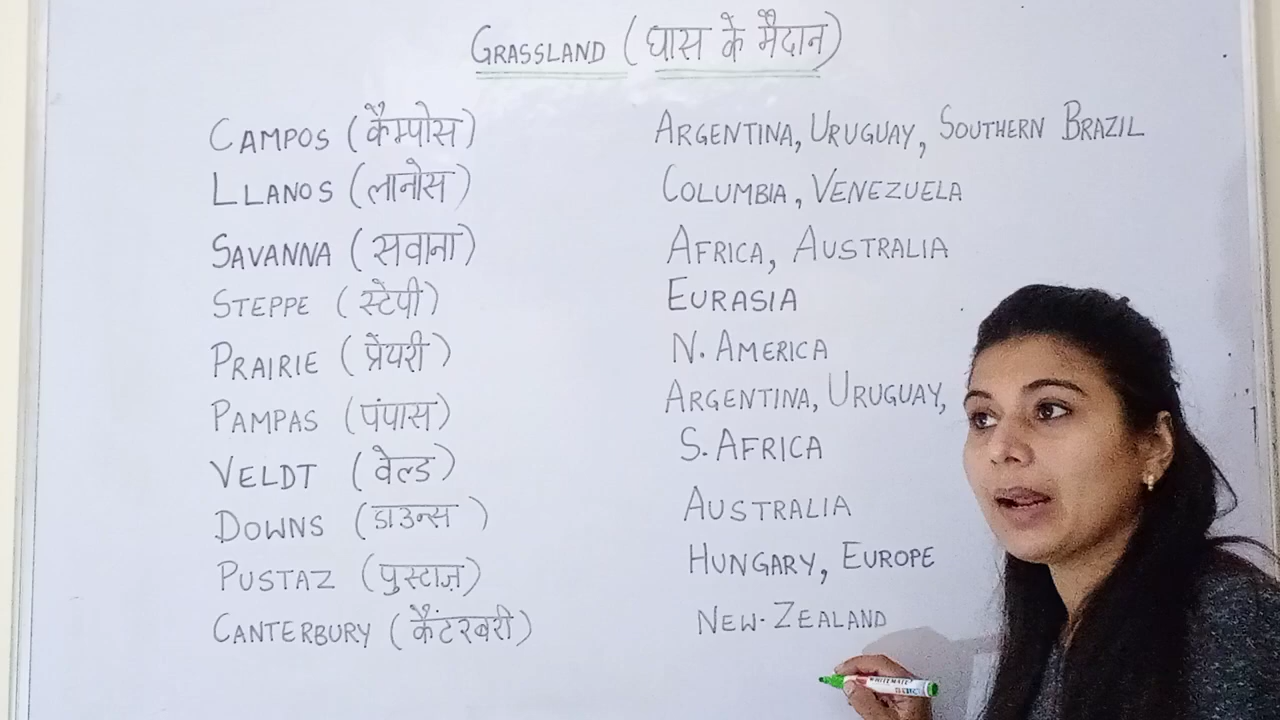 GRASSLAND (घास के मैदान)
CAMPOS (कैम्पोस) ARGENTINA, URUGUAY, SOUTHERN BRAZIL
LLANOS (लानोस) COLUMBIA, VENEZUELA
SAVANNA (सवाना) AFRICA, AUSTRALIA
STEPPE (स्टेपी) EURASIA
PRAIRIE (प्रेयरी) N. AMERICA
PAMPAS (पंपास) ARGENTINA, URUGUAY,
VELDT (वेल्ड) S. AFRICA
DOWNS (डाउन्स) AUSTRALIA
PUSTAZ (पुस्टाज़) HUNGARY, EUROPE
CANTERBURY (कैंटरबरी) NEW-ZEALAND
WHITEMATE